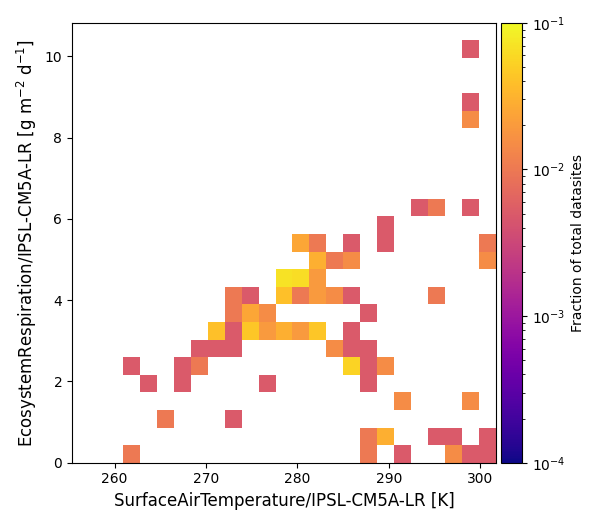 EcosystemRespiration/IPSL-CM5A-LR [g m⁻² d⁻¹]
10
8
6
4
2
0
260 270 280 290 300
SurfaceAirTemperature/IPSL-CM5A-LR [K]
10⁻¹
10⁻²
10⁻³
10⁻⁴
Fraction of total datasites